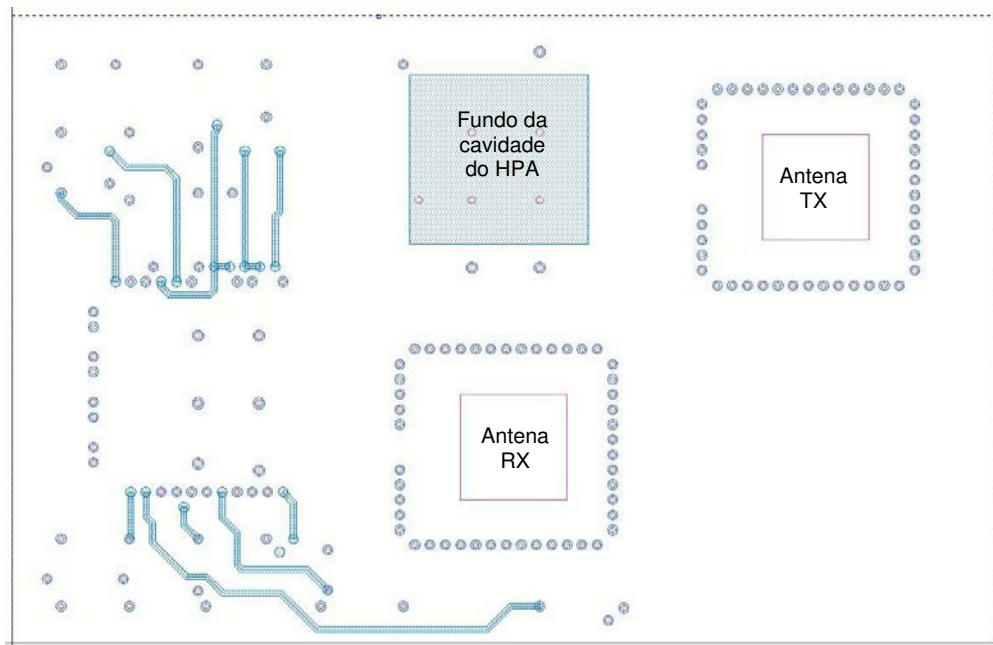 Fundo da
cavidade
do HPA
Antena
TX
Antena
RX